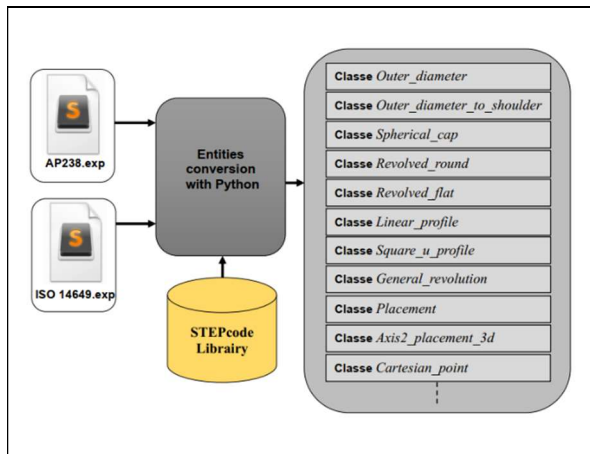 S
AP238.exp
S
ISO 14649.exp
Entities
conversion
with Python
STEPcode
Librairy
Classe Outer_diameter
Classe Outer_diameter_to_shoulder
Classe Spherical_cap
Classe Revolved_round
Classe Revolved_flat
Classe Linear_profile
Classe Square_u_profile
Classe General_revolution
Classe Placement
Classe Axis2_placement_3d
Classe Cartesian_point